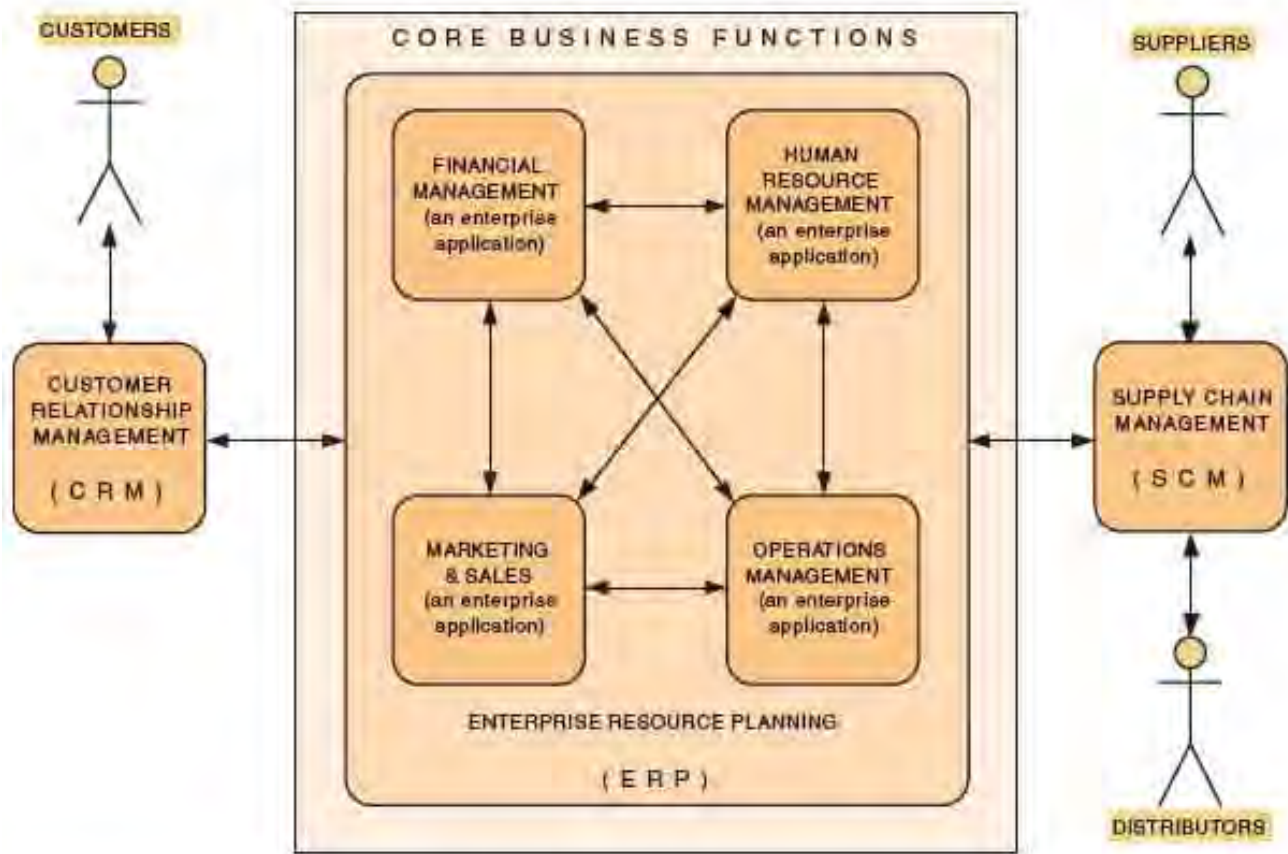 CUSTOMERS
CORE BUSINESS FUNCTIONS
SUPPLIERS
FINANCIAL
MANAGEMENT
(an enterprise
application)
HUMAN
RESOURCE
MANAGEMENT
(an enterprise
application)
CUSTOMER
RELATIONSHIP
MANAGEMENT
(CRM)
SUPPLY CHAIN
MANAGEMENT
(SCM)
MARKETING
& SALES
(an enterprise
application)
OPERATIONS
MANAGEMENT
(an enterprise
application)
ENTERPRISE RESOURCE PLANNING
(ERP)
DISTRIBUTORS